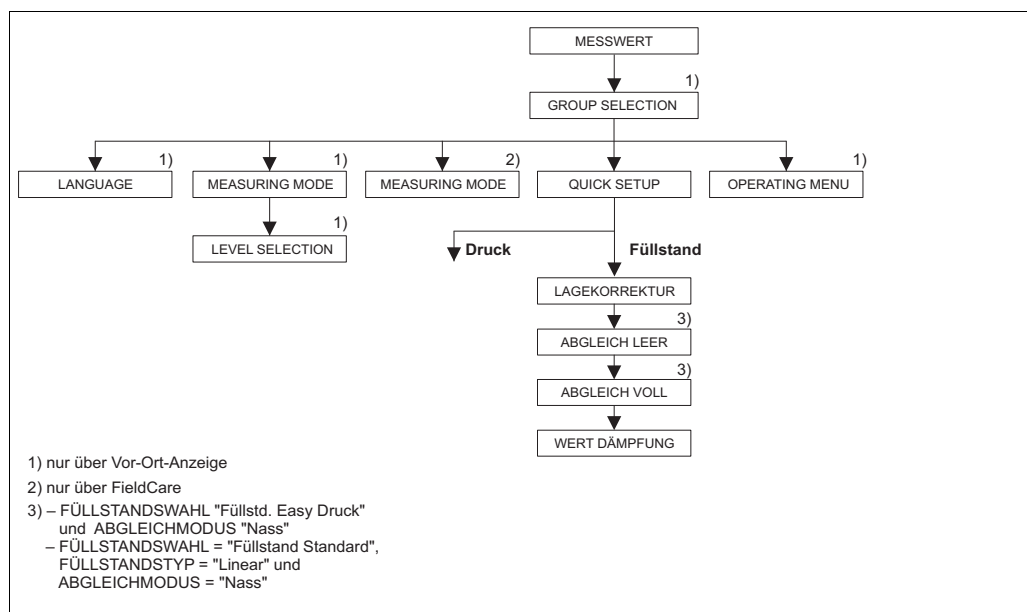 MESSWERT
1)
GROUP SELECTION
1)
LANGUAGE
1)
MEASURING MODE
2)
MEASURING MODE
QUICK SETUP
1)
OPERATING MENU
1)
LEVEL SELECTION
Druck
Füllstand
LAGEKORREKTUR
3)
ABGLEICH LEER
3)
ABGLEICH VOLL
WERT DÄMPFUNG
1) nur über Vor-Ort-Anzeige
2) nur über FieldCare
3) – FÜLLSTANDSWAHL "Füllstd. Easy Druck"
und ABGLEICHMODUS "Nass"
– FÜLLSTANDSWAHL = "Füllstand Standard",
FÜLLSTANDSTYP = "Linear" und
ABGLEICHMODUS = "Nass"